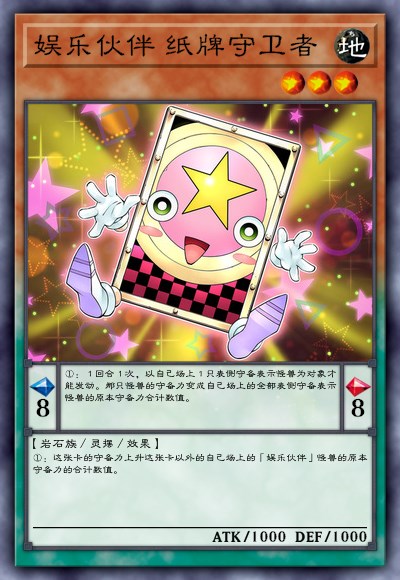 娱乐伙伴 纸牌守卫者
地
①：1回合1次，以自己场上1只表侧守备表示怪兽为对象才
能发动。那只怪兽的守备力变成自己场上的全部表侧守备表示
怪兽的原本守备力合计数值。
8
8
【岩石族／灵摆／效果】
①：这张卡的守备力上升这张卡以外的自己场上的「娱乐伙伴」怪兽的原本
守备力的合计数值。
ATK/1000 DEF/1000